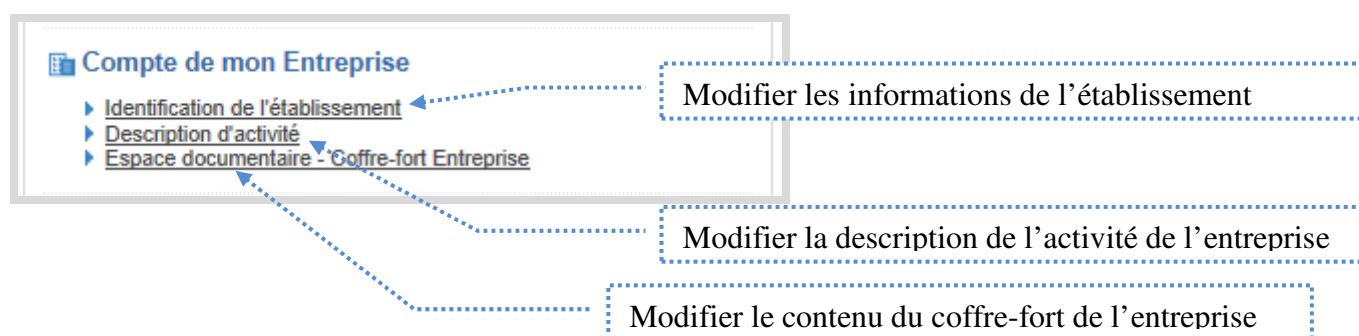 Compte de mon Entreprise
Identification de l'établissement
Description d'activité
Espace documentaire - Coffre-fort Entreprise
Modifier les informations de l’établissement
Modifier la description de l’activité de l’entreprise
Modifier le contenu du coffre-fort de l’entreprise